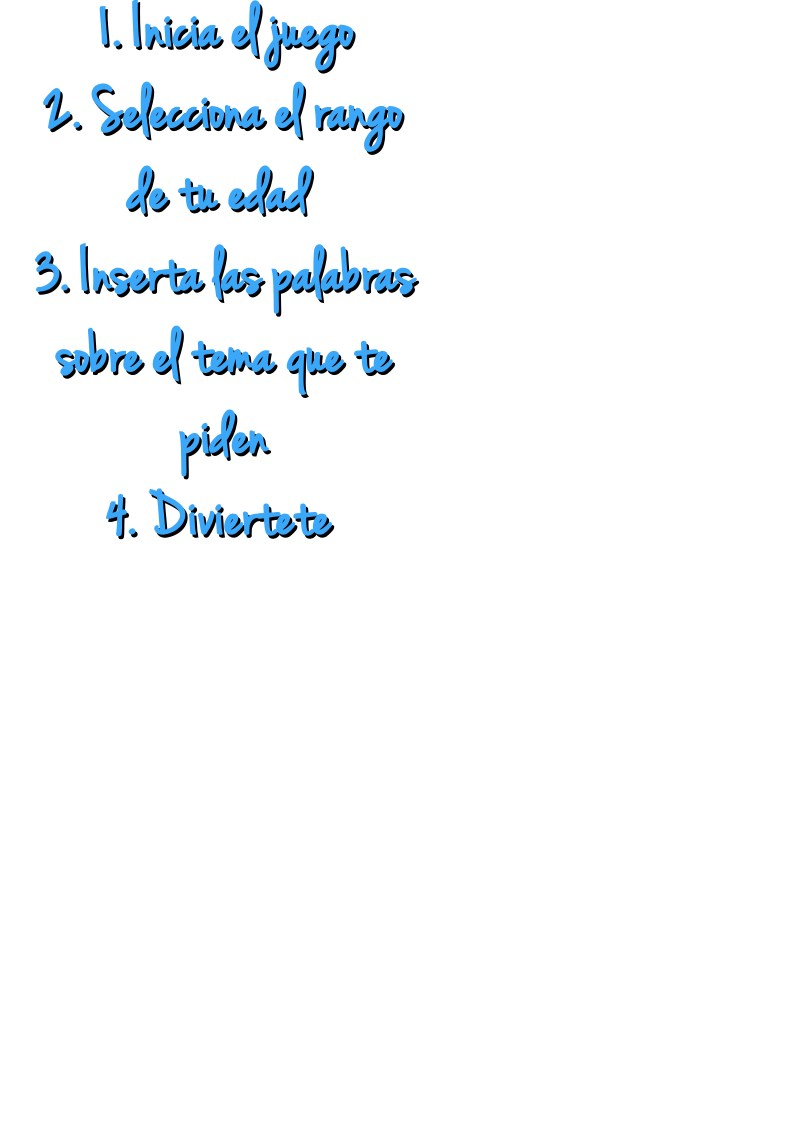 1. Inicia el juego
2. Selecciona el rango
de tu edad
3. Inserta las palabras
sobre el tema que te
piden
4. Diviertete